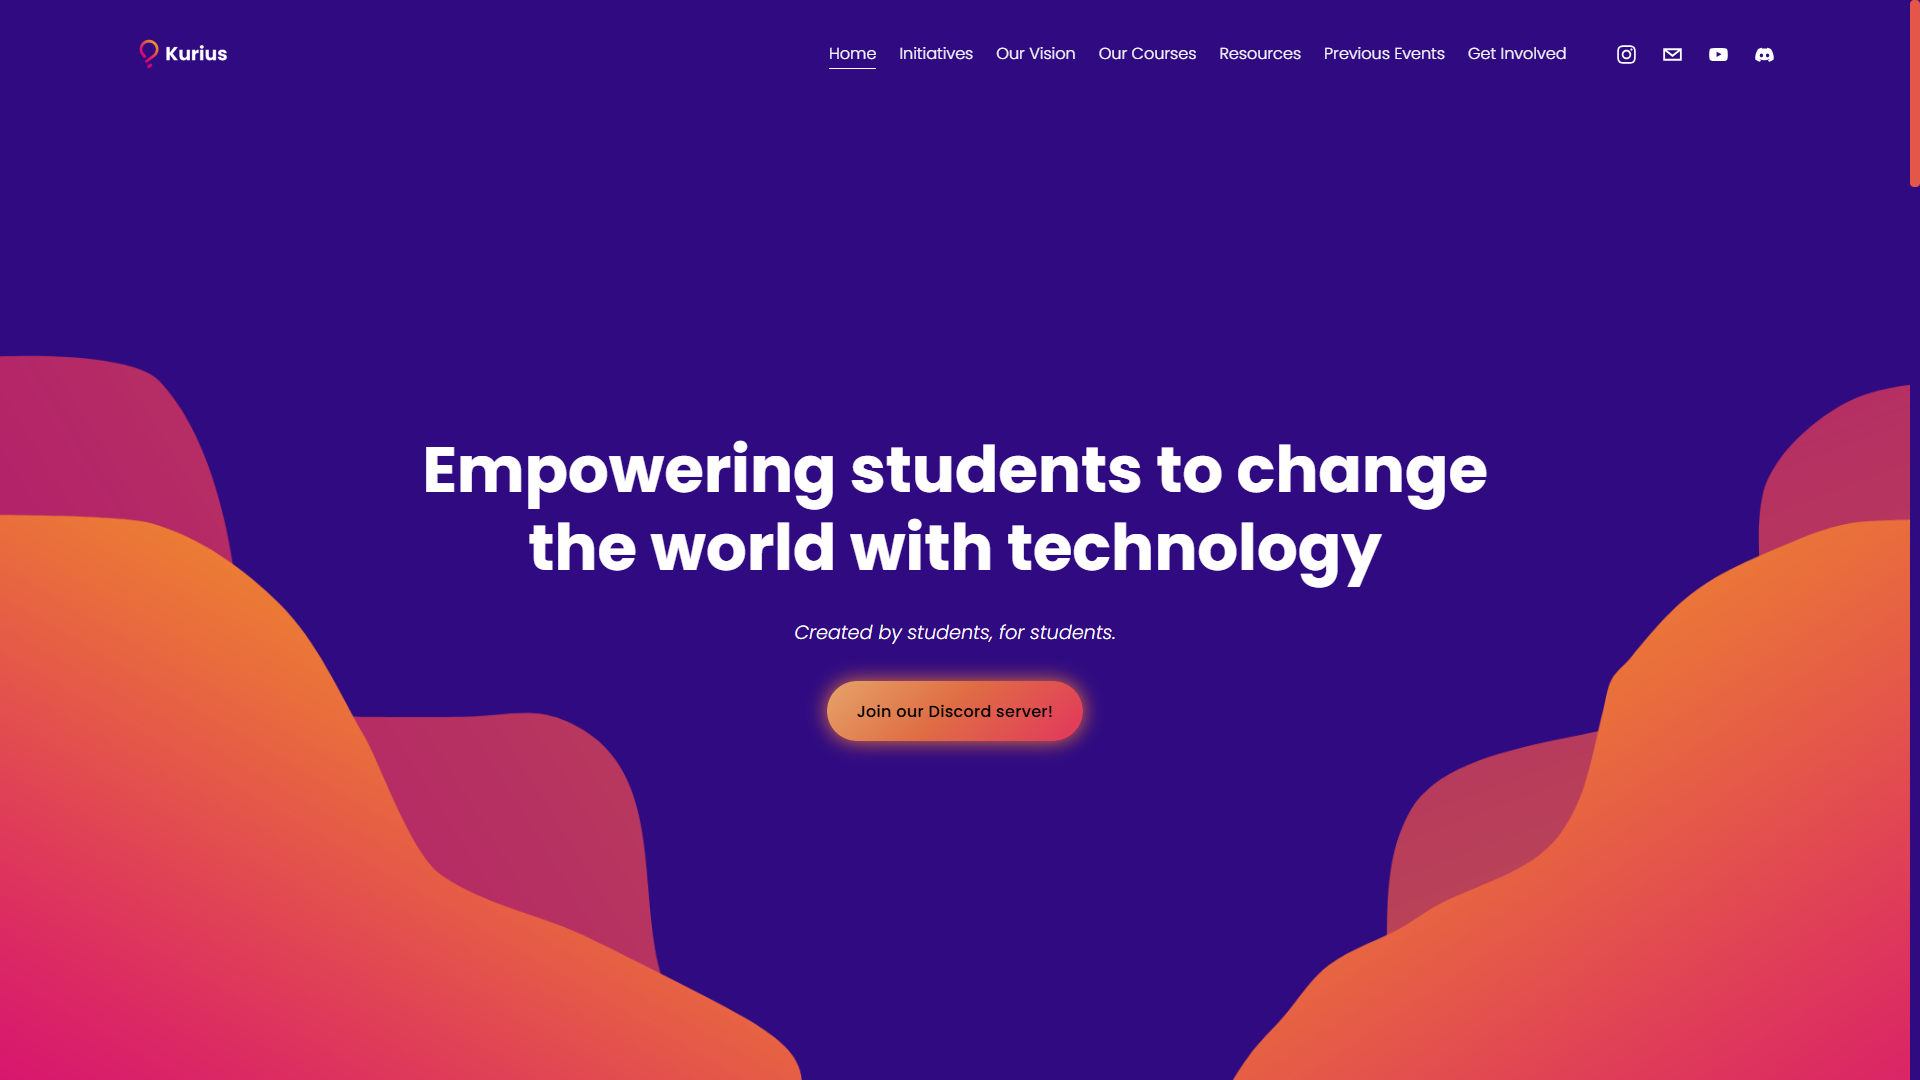 Kurius
Home Initiatives Our Vision Our Courses Resources Previous Events Get Involved
Empowering students to change
the world with technology
Created by students, for students.
Join our Discord server!